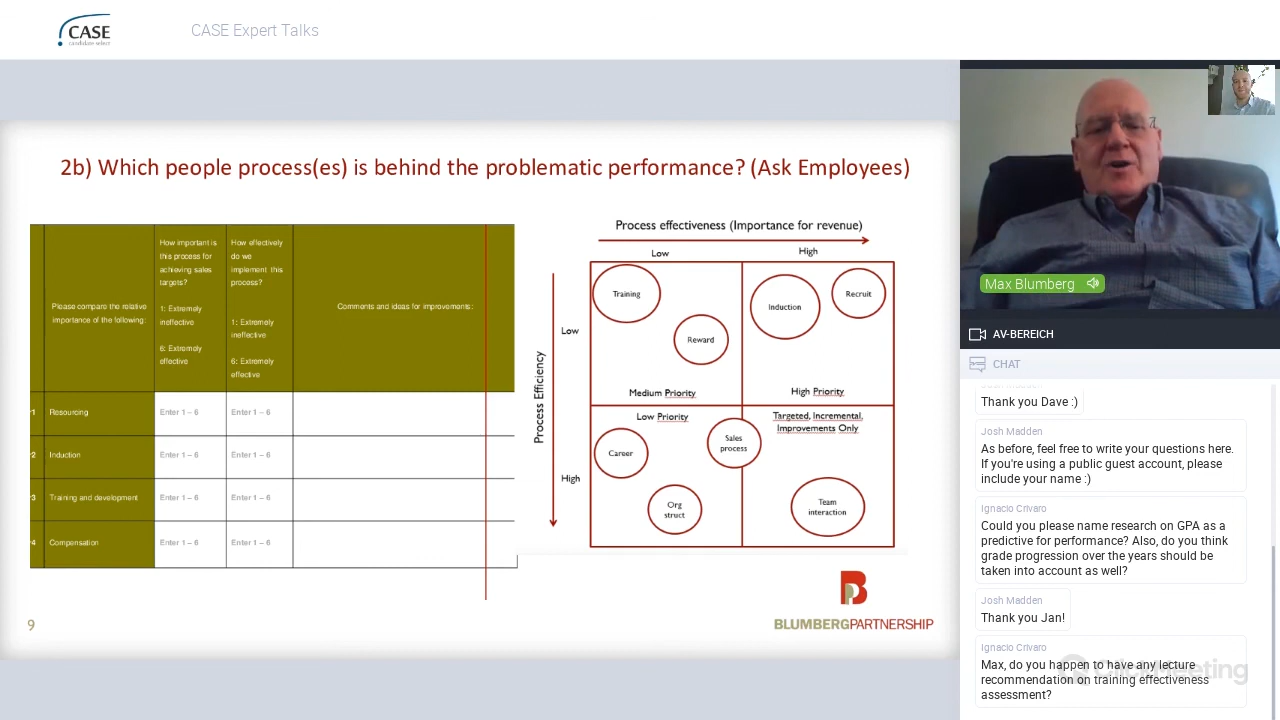 CASE
candidate select
CASE Expert Talks
2b) Which people process(es) is behind the problematic performance? (Ask Employees)
Please compare the relative
importance of the following:
How important is
this process for
achieving sales
targets?
1: Extremely
ineffective
6: Extremely
effective
How effectively
do we
implement this
process?
1: Extremely
ineffective
6: Extremely
effective
Comments and ideas for improvements:
r1 Resourcing Enter 1 – 6 Enter 1 – 6
r2 Induction Enter 1 – 6 Enter 1 – 6
r3 Training and development Enter 1 – 6 Enter 1 – 6
r4 Compensation Enter 1 – 6 Enter 1 – 6
Process effectiveness (Importance for revenue)
Low High
Process Efficiency
Low
High
Training
Reward
Medium Priority
Induction
Recruit
High Priority
Low Priority
Career
Org
struct
Sales
process
Targeted, Incremental,
Improvements Only
Team
interaction
9
BLUMBERGPARTNERSHIP
Max Blumberg
AV-BEREICH
CHAT
Thank you Dave :)
Josh Madden
As before, feel free to write your questions here.
If you're using a public guest account, please
include your name :)
Ignacio Crivaro
Could you please name research on GPA as a
predictive for performance? Also, do you think
grade progression over the years should be
taken into account as well?
Josh Madden
Thank you Jan!
Ignacio Crivaro
Max, do you happen to have any lecture
recommendation on training effectiveness
assessment?
ClickMeeting